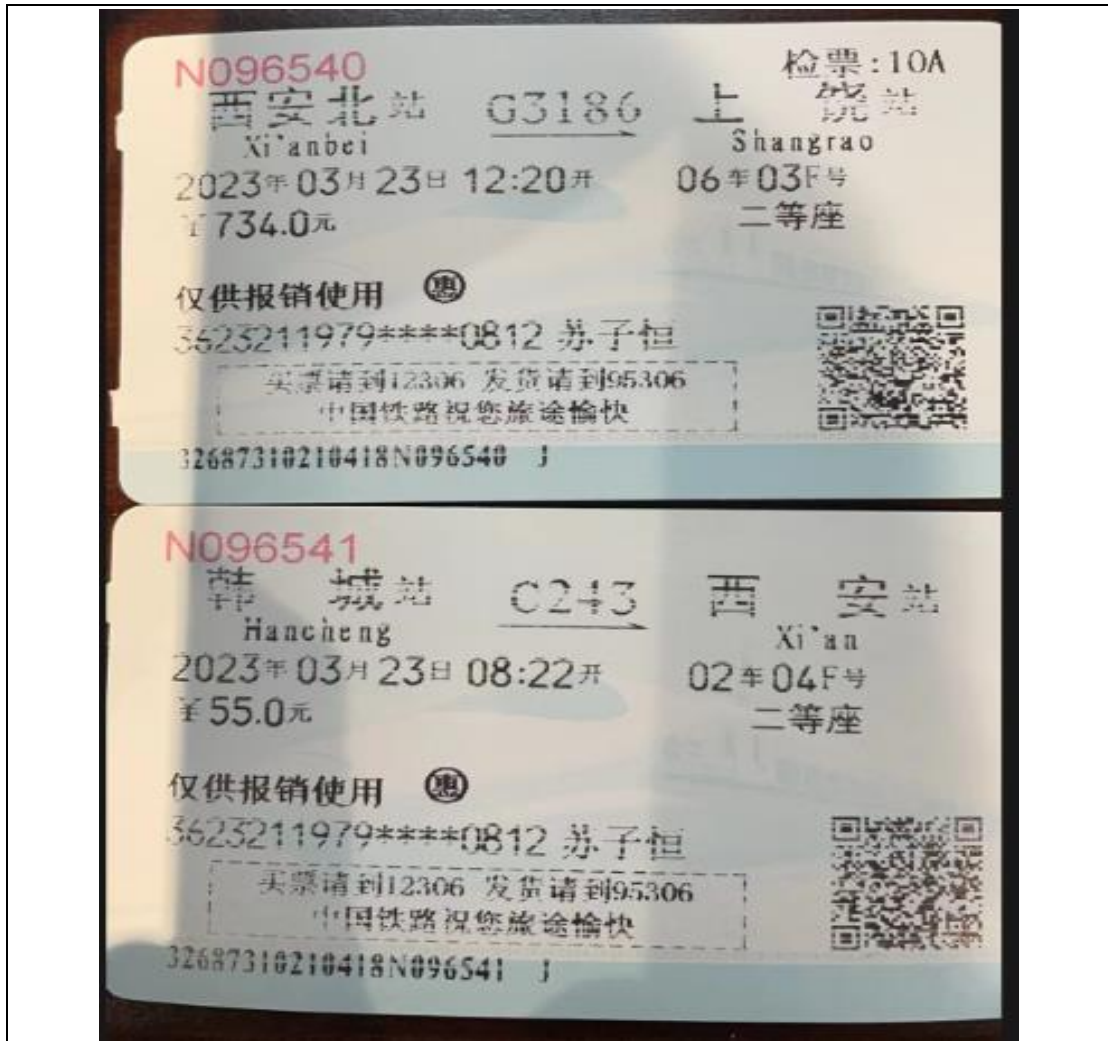 N096540
检票:10A
西安北站 G3186 上饶站
Xi'anbei Shangrao
2023年03月23日 12:20开 06车03F号
¥734.0元 二等座
仅供报销使用 惠
3623211979****0812 苏子恒
买票请到12306 发货请到95306
中国铁路祝您旅途愉快
32687310210418N096540 J
N096541
韩城站 C243 西安站
Hancheng Xi'an
2023年03月23日 08:22开 02车04F号
¥55.0元 二等座
仅供报销使用 惠
3623211979****0812 苏子恒
买票请到12306 发货请到95306
中国铁路祝您旅途愉快
32687310210418N096541 J